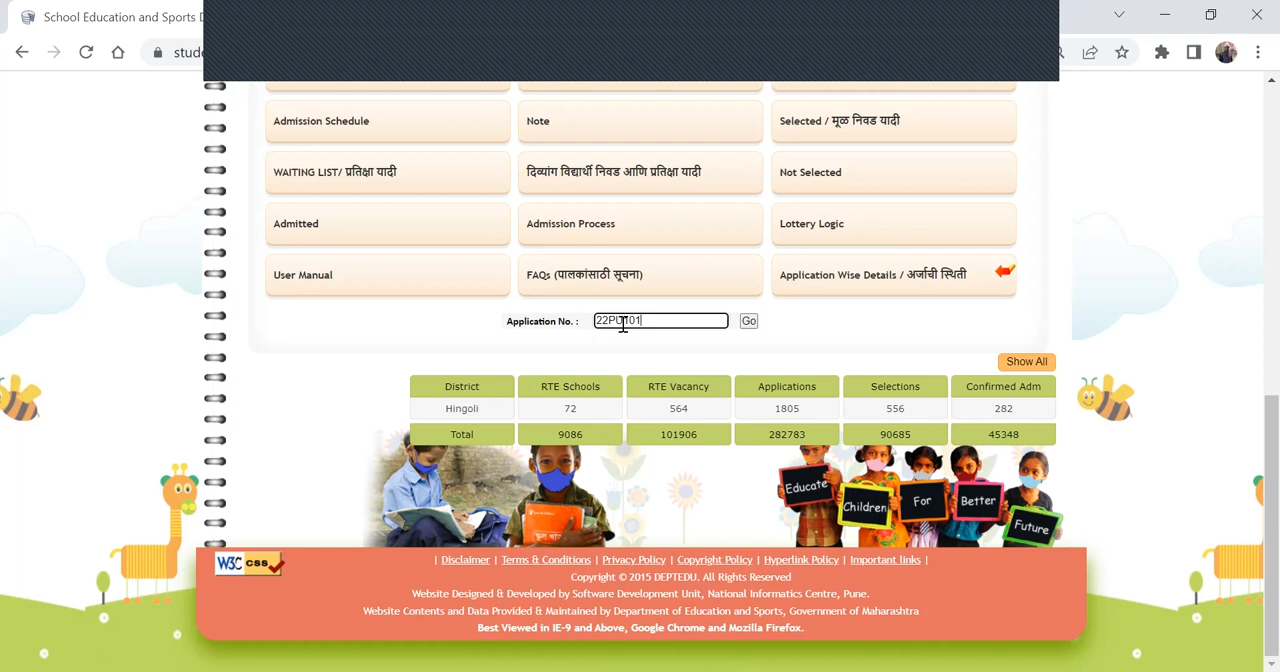 School Education and Sports D
stude
Admission Schedule
Note
Selected / मूळ निवड यादी
WAITING LIST/ प्रतिक्षा यादी
दिव्यांग विद्यार्थी निवड आणि प्रतिक्षा यादी
Not Selected
Admitted
Admission Process
Lottery Logic
User Manual
FAQs (पालकांसाठी सूचना)
Application Wise Details / अर्जाची स्थिती
Application No. :
Go
Show All
District RTE Schools RTE Vacancy Applications Selections Confirmed Adm
Hingoli 72 564 1805 556 282
Total 9086 101906 282783 90685 45348
Educate
Children
For
Better
Future
W3C css
| Disclaimer | Terms & Conditions | Privacy Policy | Copyright Policy | Hyperlink Policy | Important links |
Copyright © 2015 DEPTEDU. All Rights Reserved
Website Designed & Developed by Software Development Unit, National Informatics Centre, Pune.
Website Contents and Data Provided & Maintained by Department of Education and Sports, Government of Maharashtra
Best Viewed in IE-9 and Above, Google Chrome and Mozilla Firefox.